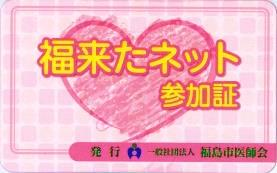 福来たネット
参加証
発行 一般社団法人 福島市医師会